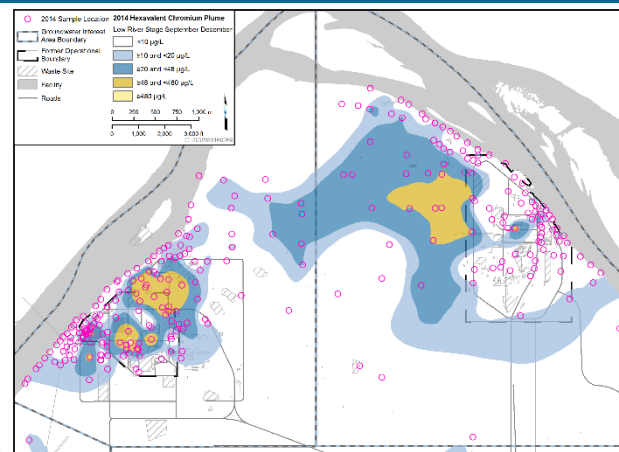 2014 Sample Location
Groundwater Interest
Area Boundary
Former Operational
Boundary
Waste Site
Facility
Roads
2014 Hexavalent Chromium Plume
Low River Stage September December
<10 µg/L
≥10 and <20 µg/L
≥20 and <48 µg/L
≥48 and <480 µg/L
≥480 µg/L
0 250 500 750 1,000 m
0 1,000 2,000 3,000 ft